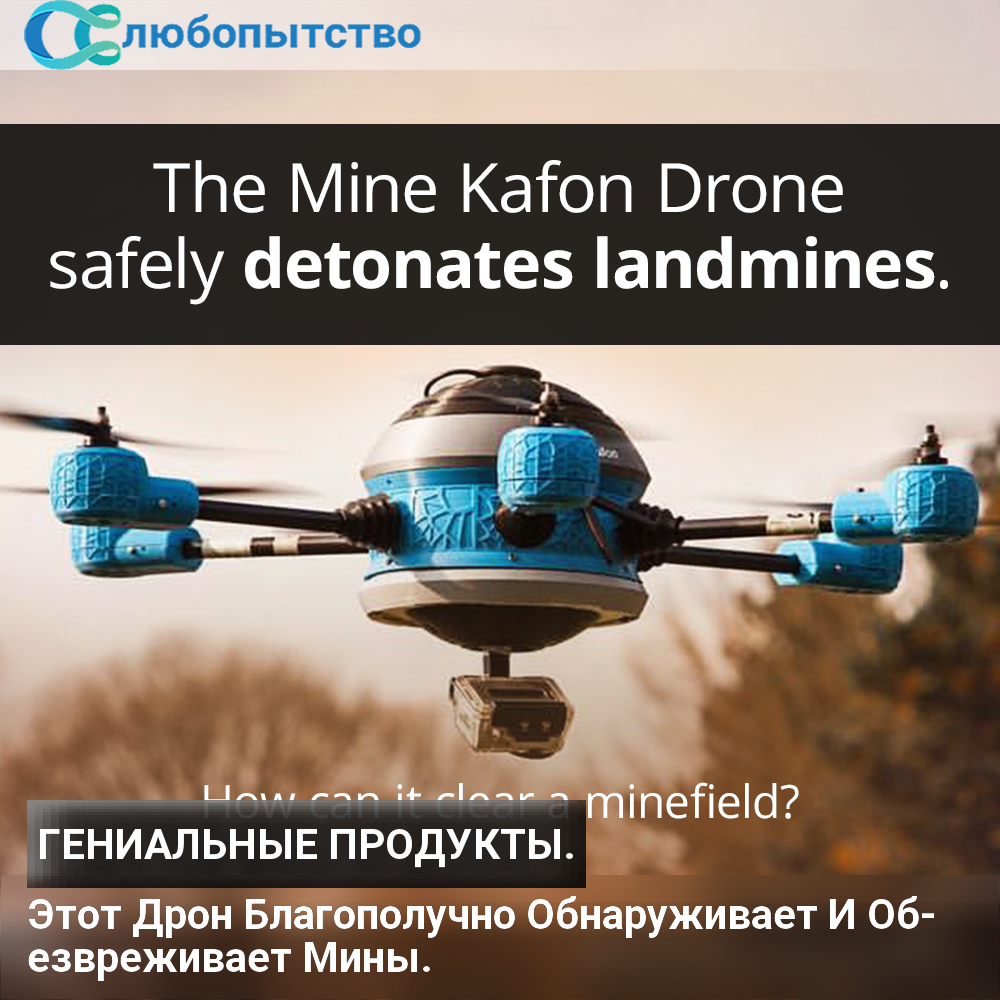 любопытство
The Mine Kafon Drone
safely detonates landmines.
How can it clear a minefield?
ГЕНИАЛЬНЫЕ ПРОДУКТЫ.
Этот Дрон Благополучно Обнаруживает И Об-
езвреживает Мины.